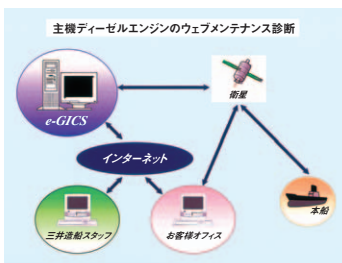 主機ディーゼルエンジンのウェブメンテナンス診断
e-GICS
衛星
インターネット
本船
三井造船スタッフ
お客様オフィス